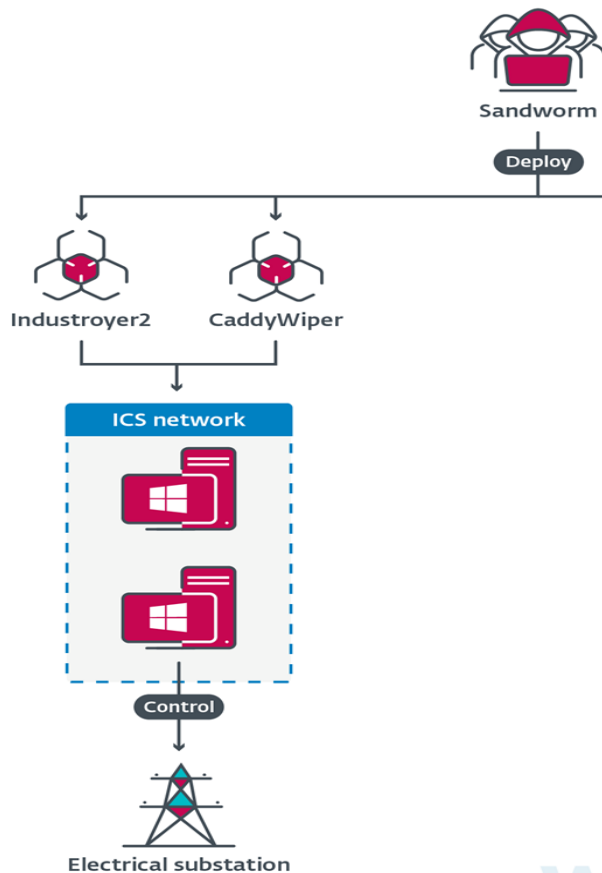 Sandworm
Deploy
Industroyer2
CaddyWiper
ICS network
Control
Electrical substation